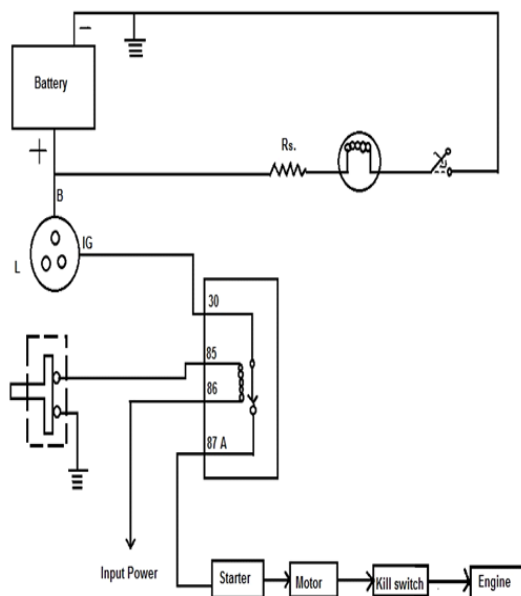 −
Battery
+
Rs.
B
IG
L
30
85
86
87 A
Input Power
Starter
Motor
Kill switch
Engine